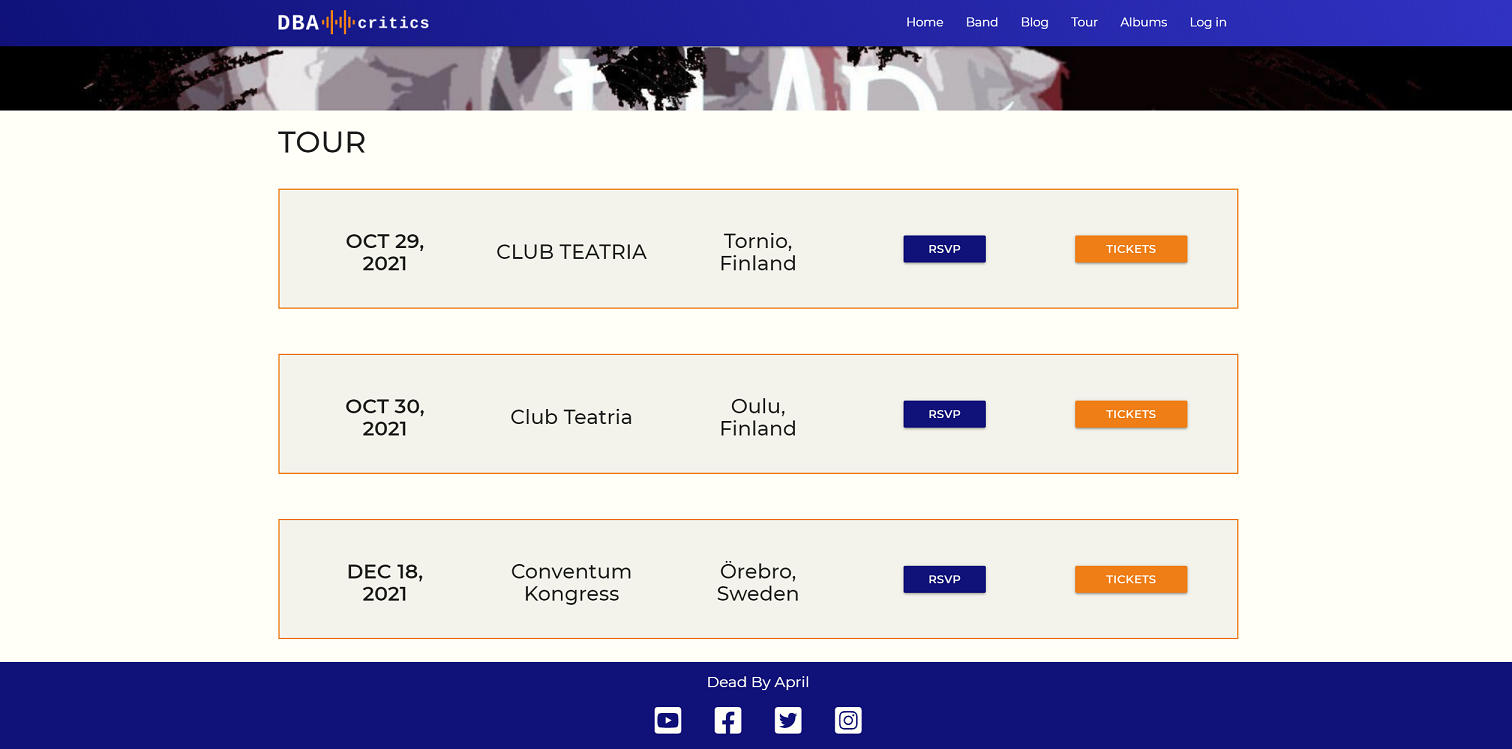 DBA critics
Home Band Blog Tour Albums Log in
TOUR
OCT 29,
2021
CLUB TEATRIA
Tornio,
Finland
RSVP
TICKETS
OCT 30,
2021
Club Teatria
Oulu,
Finland
RSVP
TICKETS
DEC 18,
2021
Conventum
Kongress
Örebro,
Sweden
RSVP
TICKETS
Dead By April